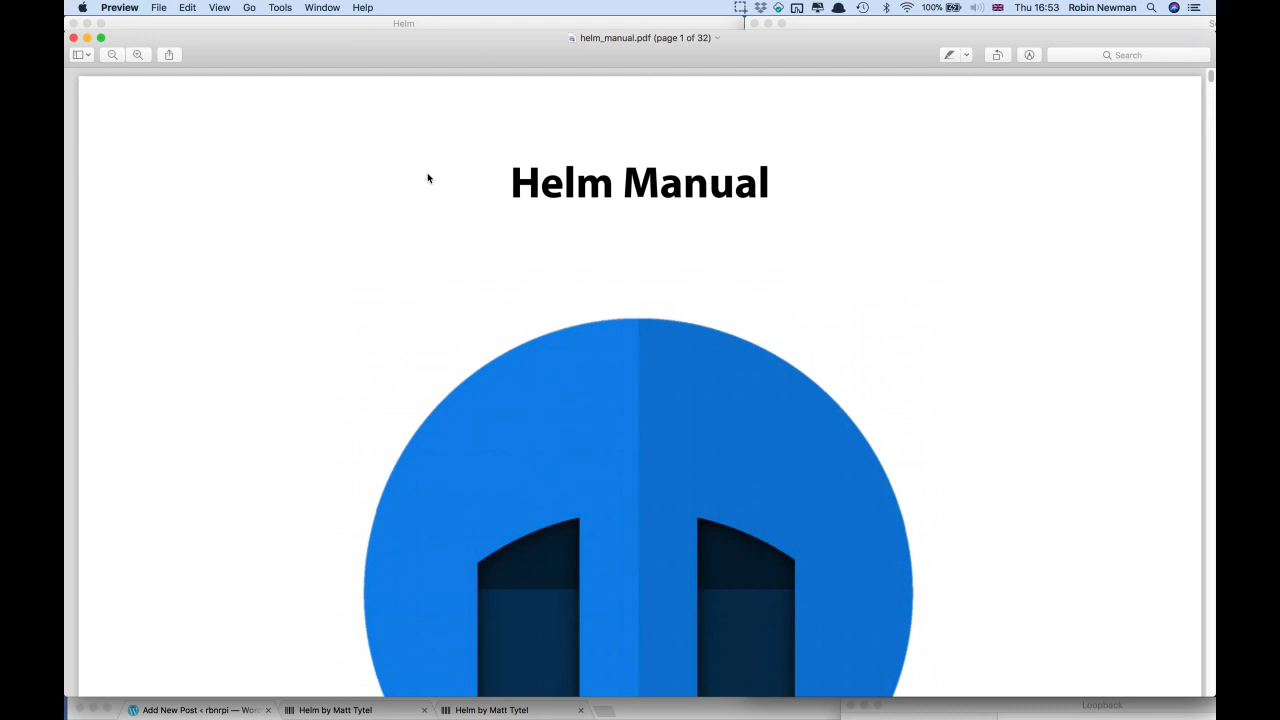 Preview File Edit View Go Tools Window Help 100% Thu 16:53 Robin Newman
Helm
helm_manual.pdf (page 1 of 32)
Search
Helm Manual
Add New Post ‹ rbnrpi — Wor
Helm by Matt Tytel
Helm by Matt Tytel
Loopback